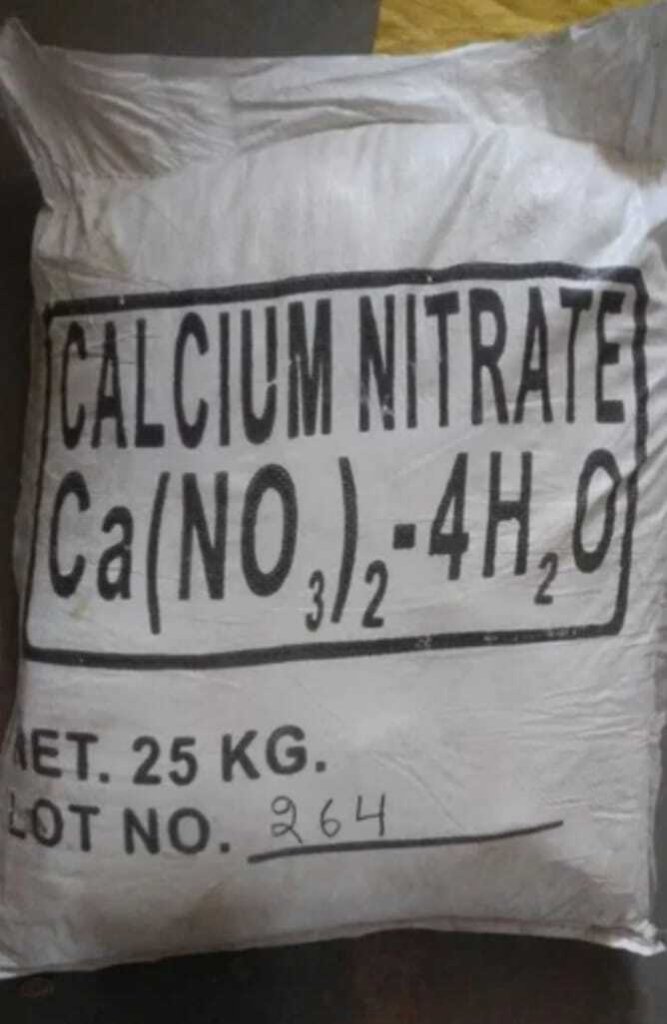 CALCIUM NITRATE
Ca(NO₃)₂-4H₂O
NET. 25 KG.
LOT NO. 264